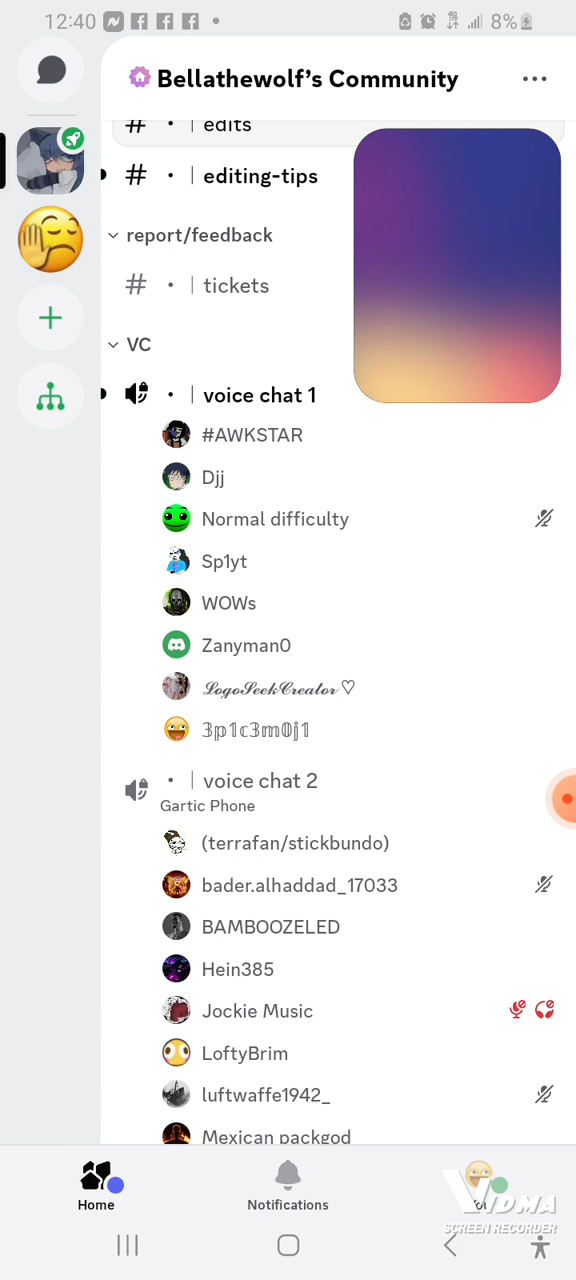 12:40
8%
Bellathewolf's Community
# • | edits
# • | editing-tips
report/feedback
# • | tickets
VC
• | voice chat 1
#AWKSTAR
Djj
Normal difficulty
Sp1yt
WOWs
Zanyman0
𝓛𝓸𝓰𝓸𝓢𝓮𝓮𝓴𝓒𝓻𝓮𝓪𝓽𝓸𝓻 ♡
𝟛𝕡𝟙𝕔𝟛𝕞𝟘𝕛𝟙
• | voice chat 2
Gartic Phone
(terrafan/stickbundo)
bader.alhaddad_17033
BAMBOOZELED
Hein385
Jockie Music
LoftyBrim
luftwaffe1942_
Mexican packgod
Home
Notifications
You
VIDMA
SCREEN RECORDER